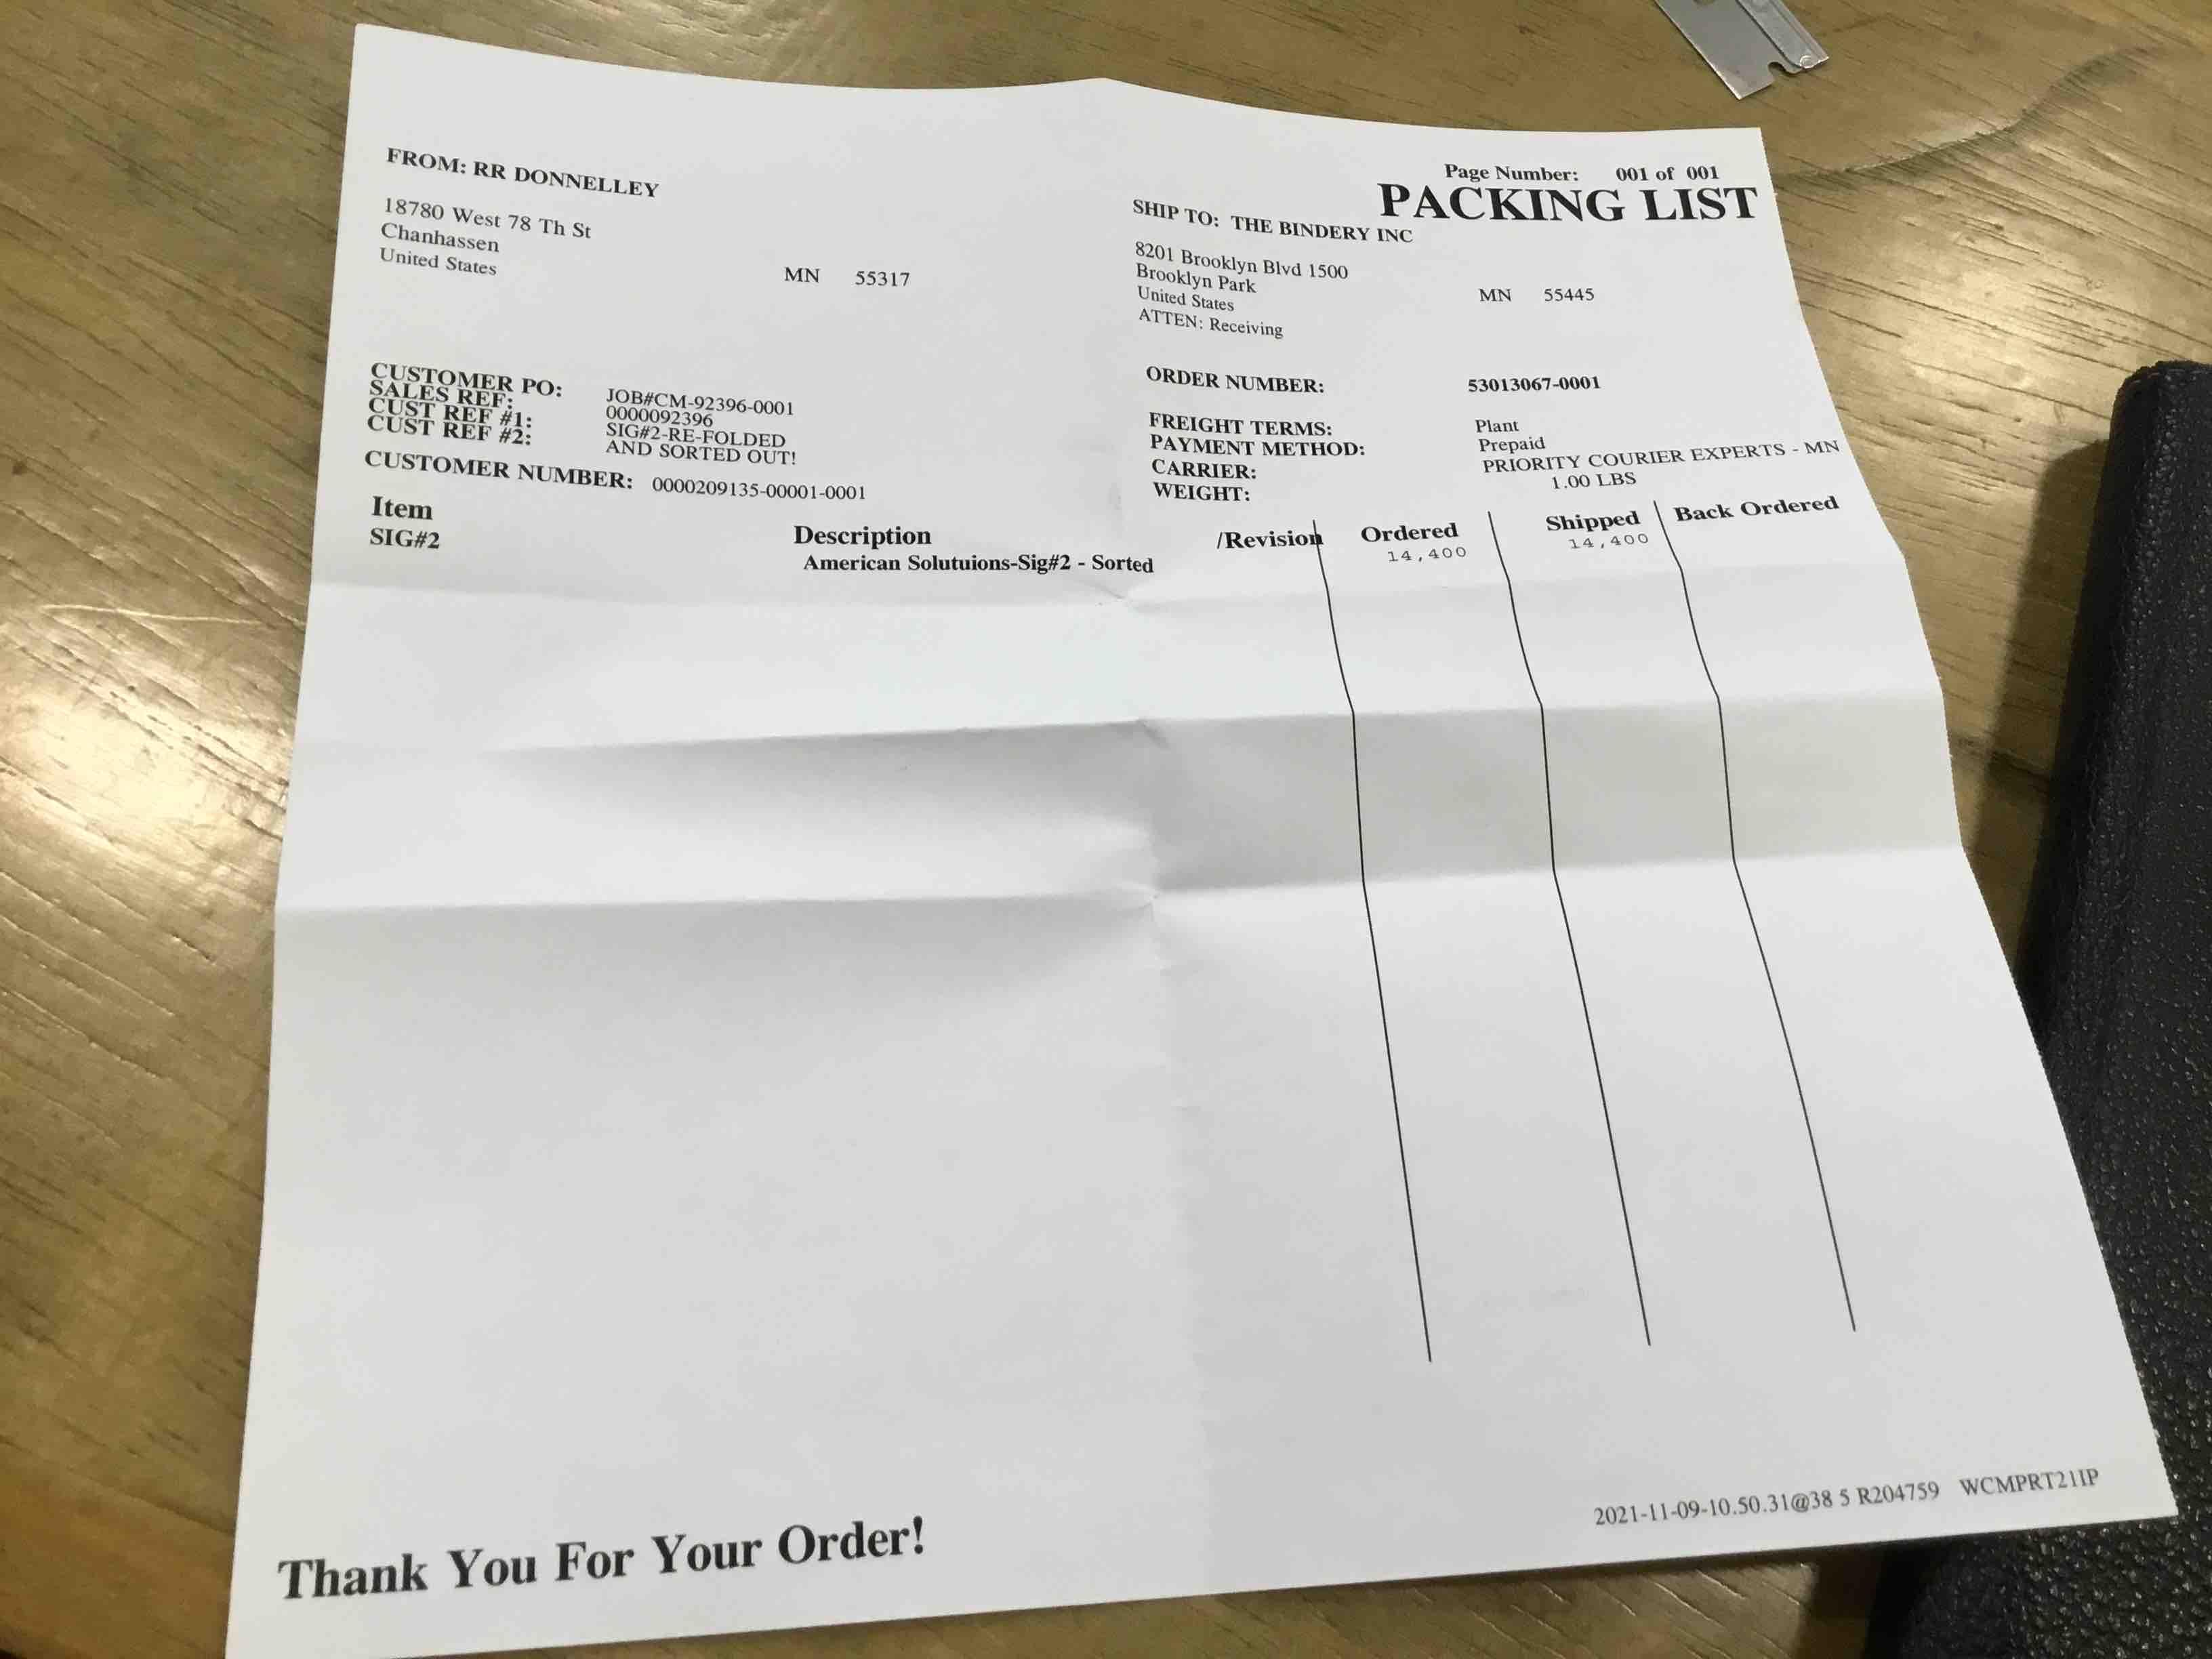 Page Number: 001 of 001
PACKING LIST
FROM: RR DONNELLEY
18780 West 78 Th St
Chanhassen
United States
MN 55317
SHIP TO: THE BINDERY INC
8201 Brooklyn Blvd 1500
Brooklyn Park
United States
MN 55445
ATTEN: Receiving
CUSTOMER PO: JOB#CM-92396-0001
SALES REF: 0000092396
CUST REF #1: SIG#2-RE-FOLDED
CUST REF #2: AND SORTED OUT!
CUSTOMER NUMBER: 0000209135-00001-0001
ORDER NUMBER: 53013067-0001
FREIGHT TERMS: Plant
PAYMENT METHOD: Prepaid
CARRIER: PRIORITY COURIER EXPERTS - MN
WEIGHT: 1.00 LBS
Item Description /Revision Ordered Shipped Back Ordered
SIG#2 American Solutuions-Sig#2 - Sorted 14,400 14,400
2021-11-09-10.50.31@38 5 R204759 WCMPRT21IP
Thank You For Your Order!